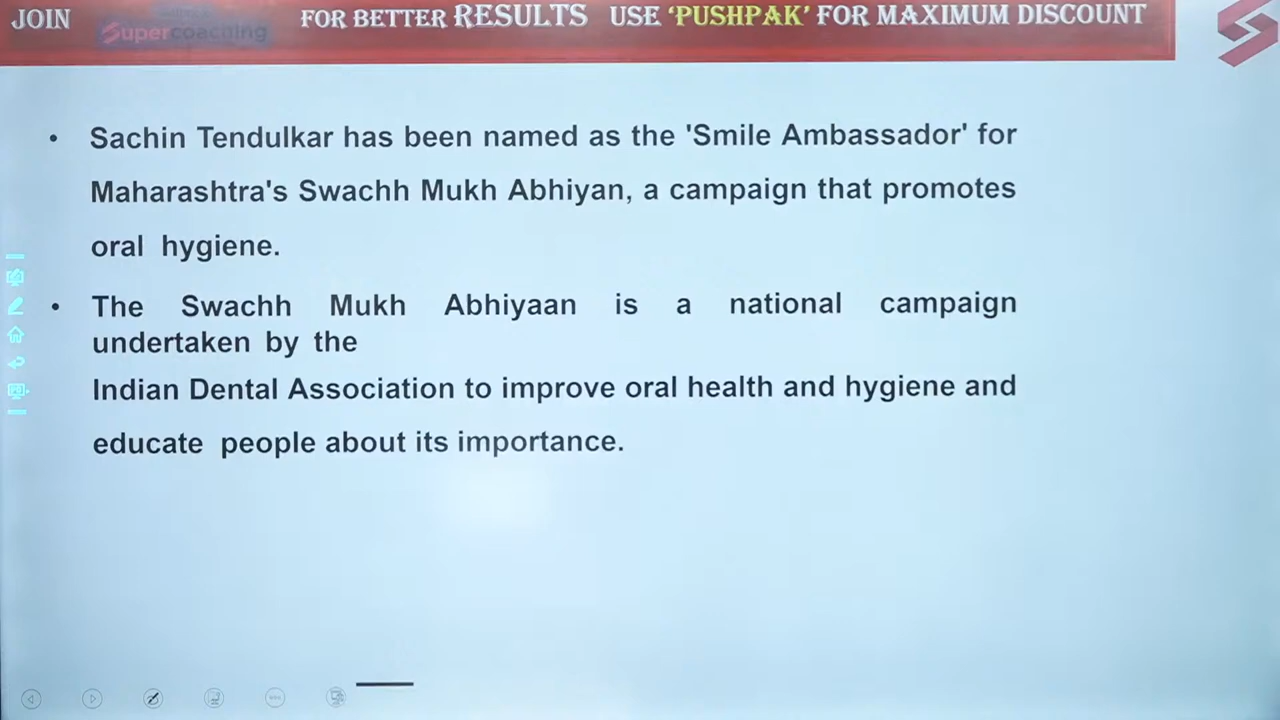 JOIN Supercoaching FOR BETTER RESULTS USE ‘PUSHPAK’ FOR MAXIMUM DISCOUNT
• Sachin Tendulkar has been named as the 'Smile Ambassador' for
Maharashtra's Swachh Mukh Abhiyan, a campaign that promotes
oral hygiene.
• The Swachh Mukh Abhiyaan is a national campaign
undertaken by the
Indian Dental Association to improve oral health and hygiene and
educate people about its importance.